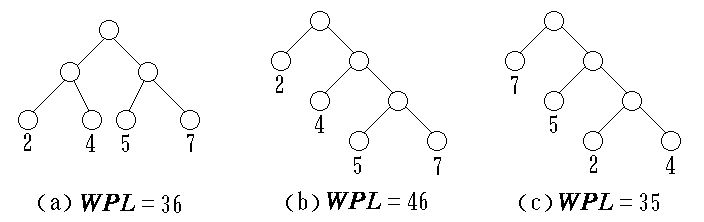 2 4 5 7
2
4
5 7
7
5
2 4
(a) WPL = 36
(b) WPL = 46
(c) WPL = 35